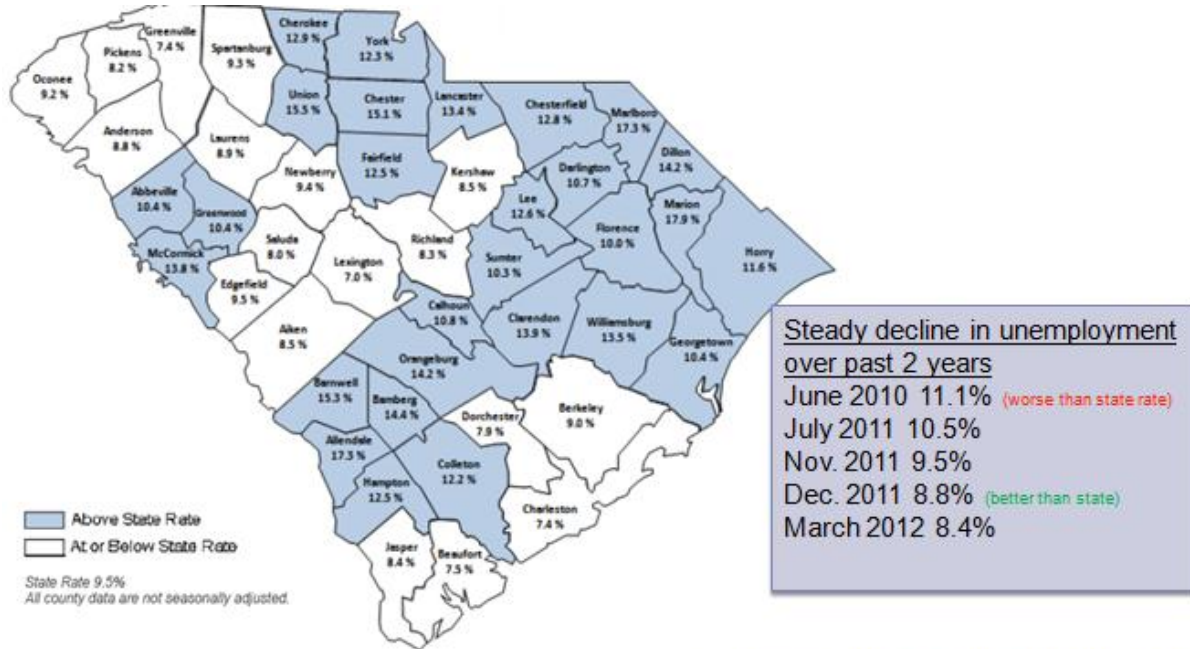 Cherokee
12.9 %
York
12.3 %
Greenville
7.4 %
Spartanburg
9.3 %
Pickens
8.2 %
Oconee
9.2 %
Union
15.5 %
Chester
15.1 %
Lancaster
13.4 %
Chesterfield
12.8 %
Marlboro
17.3 %
Anderson
8.8 %
Laurens
8.9 %
Newberry
9.4 %
Fairfield
12.5 %
Kershaw
8.5 %
Darlington
10.7 %
Dillon
14.2 %
Abbeville
10.4 %
Greenwood
10.4 %
Lee
12.6 %
Florence
10.0 %
Marion
17.9 %
Horry
11.6 %
McCormick
13.8 %
Saluda
8.0 %
Edgefield
9.5 %
Lexington
7.0 %
Richland
8.3 %
Sumter
10.3 %
Aiken
8.5 %
Calhoun
10.8 %
Clarendon
13.9 %
Williamsburg
13.5 %
Georgetown
10.4 %
Orangeburg
14.2 %
Barnwell
15.3 %
Bamberg
14.4 %
Dorchester
7.9 %
Berkeley
9.0 %
Allendale
17.3 %
Hampton
12.5 %
Colleton
12.2 %
Charleston
7.4 %
Jasper
8.4 %
Beaufort
7.5 %
Above State Rate
At or Below State Rate
State Rate 9.5%
All county data are not seasonally adjusted.
Steady decline in unemployment
over past 2 years
June 2010 11.1% (worse than state rate)
July 2011 10.5%
Nov. 2011 9.5%
Dec. 2011 8.8% (better than state)
March 2012 8.4%